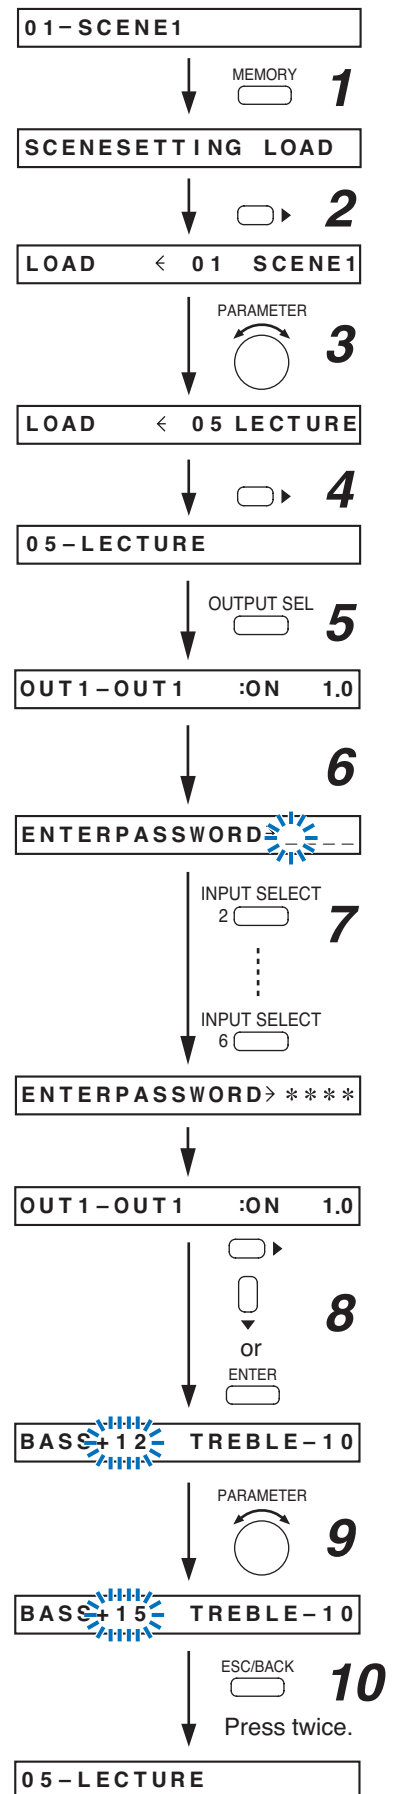 01-SCENE1
MEMORY
1
SCENESETTING LOAD
2
LOAD < 01 SCENE1
PARAMETER
3
LOAD < 05 LECTURE
4
05-LECTURE
OUTPUT SEL
5
OUT1-OUT1 :ON 1.0
6
ENTERPASSWORD> _ _ _ _
INPUT SELECT
2
7
INPUT SELECT
6
ENTERPASSWORD> ****
OUT1-OUT1 :ON 1.0
8
or
ENTER
BASS+12 TREBLE-10
PARAMETER
9
BASS+15 TREBLE-10
ESC/BACK
10
Press twice.
05-LECTURE